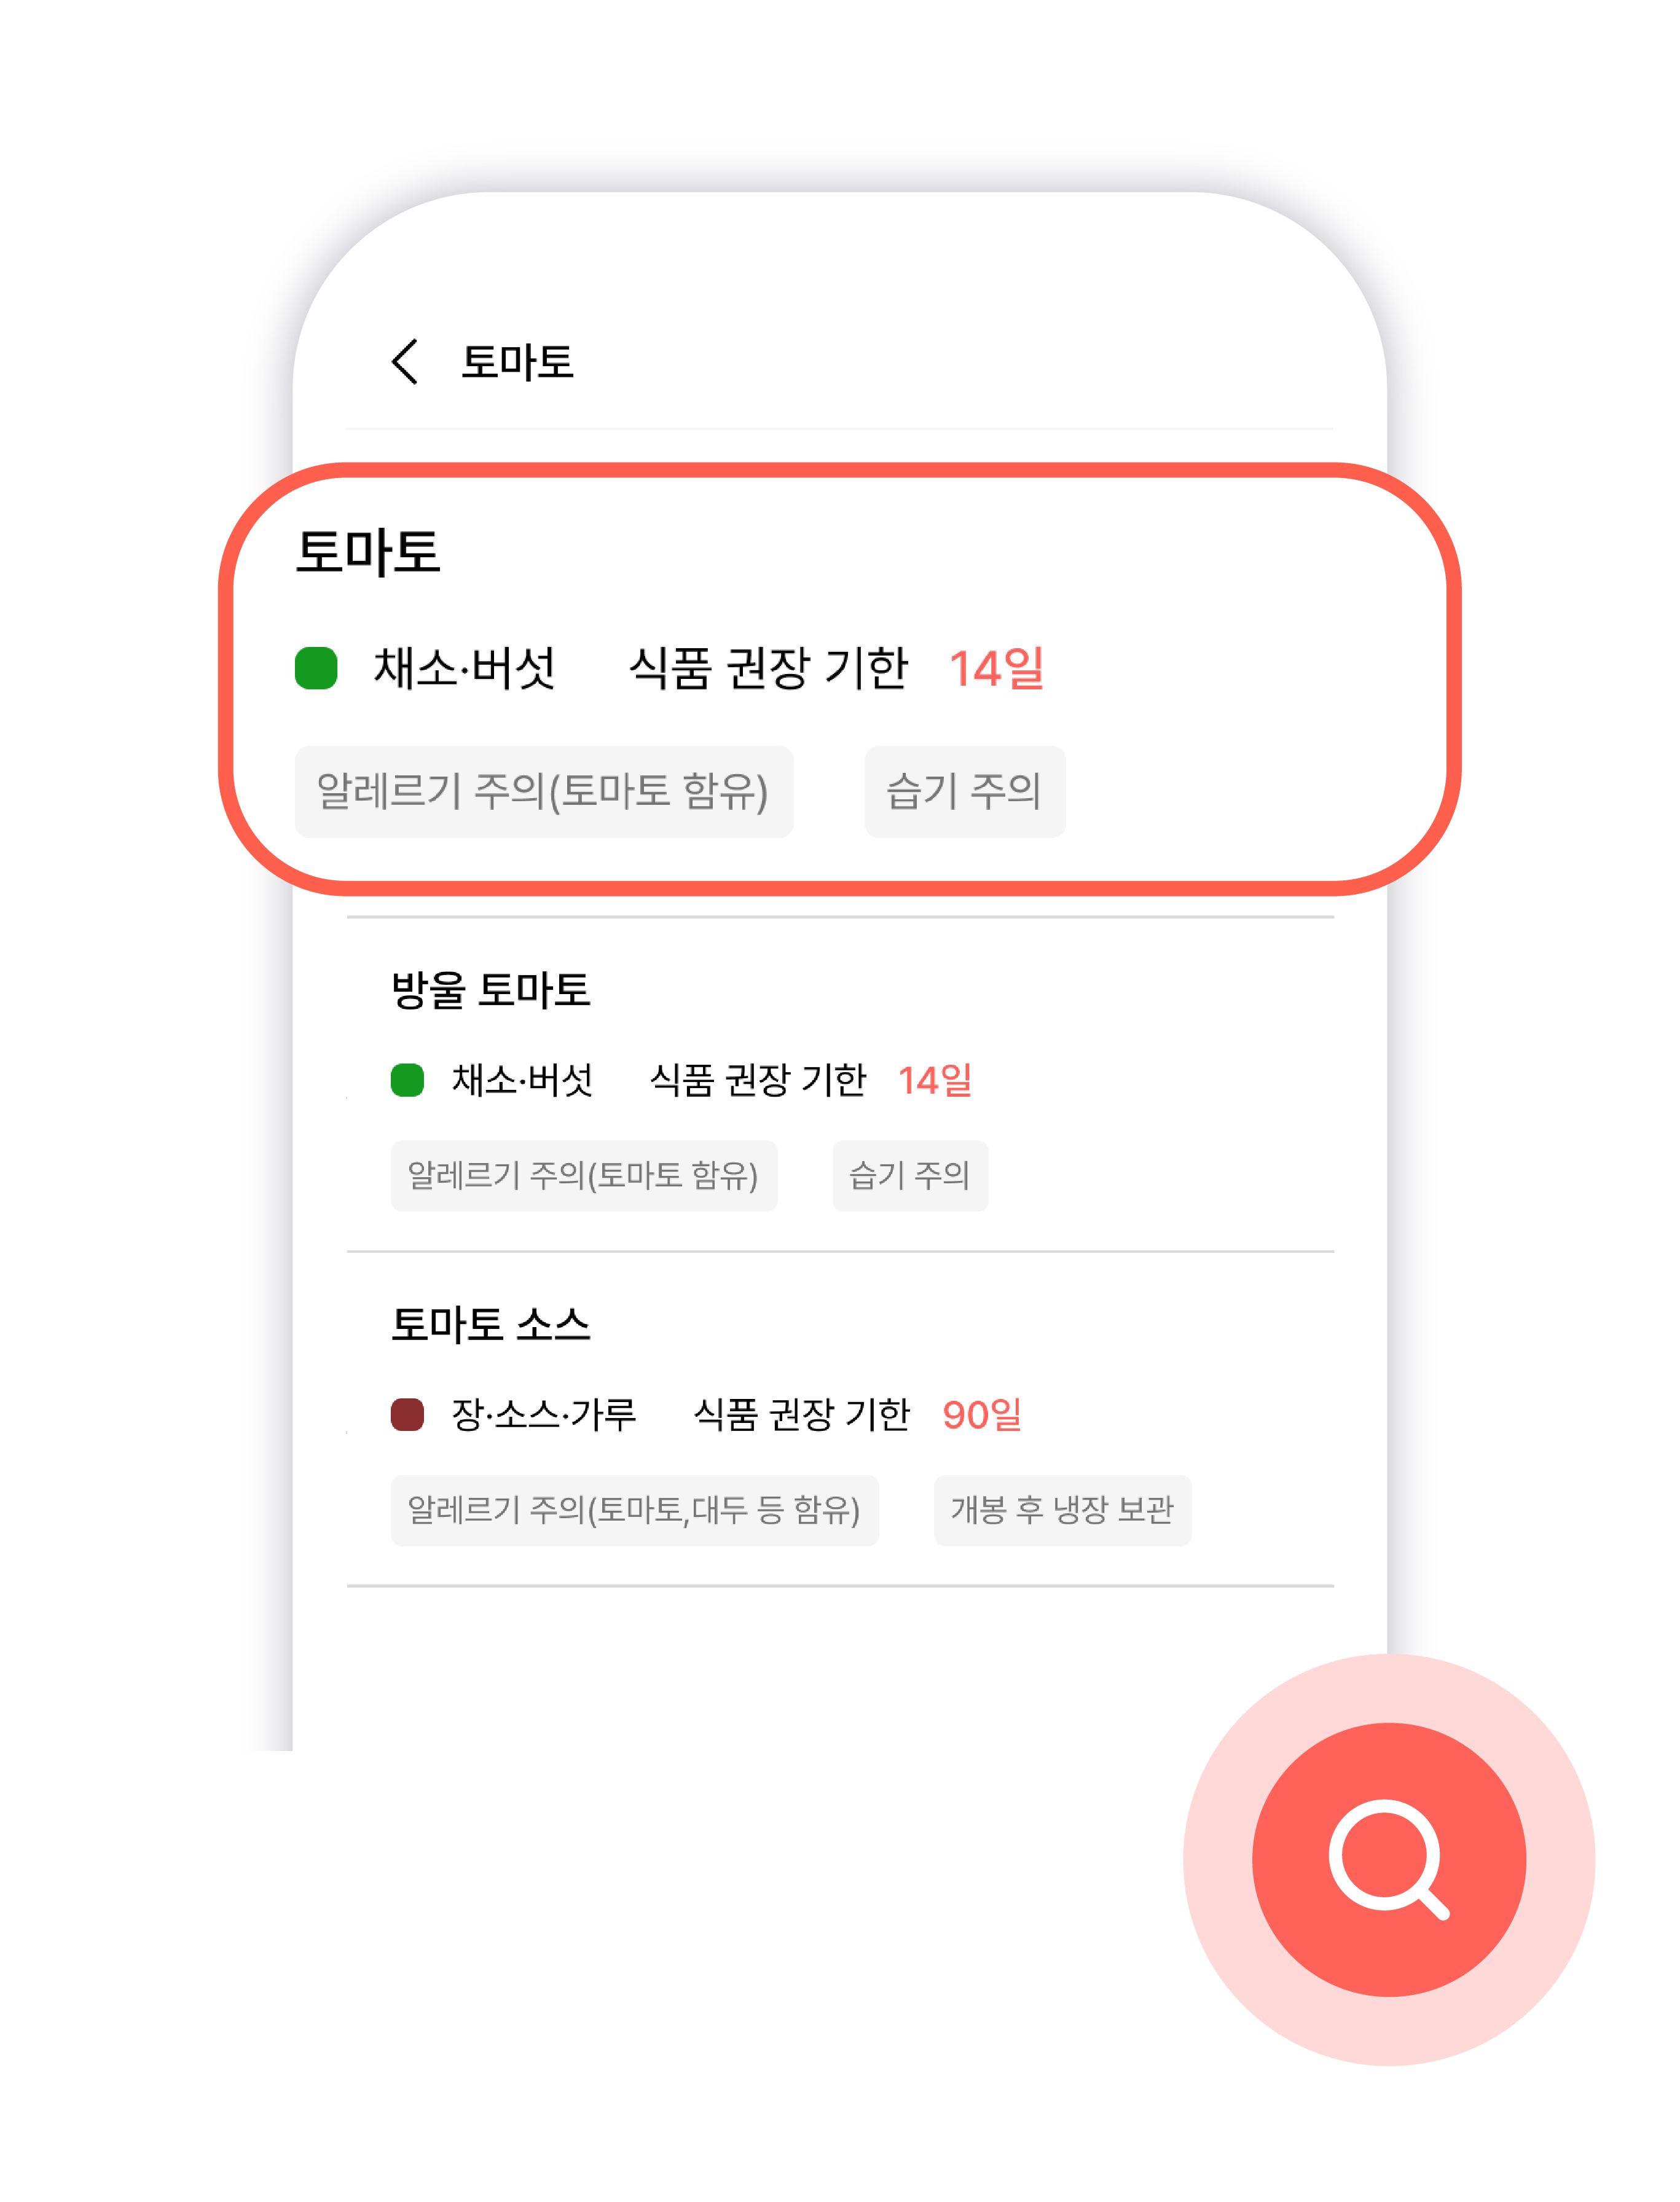 토마토
토마토
채소·버섯 식품 권장 기한 14일
알레르기 주의(토마토 함유) 습기 주의
방울 토마토
채소·버섯 식품 권장 기한 14일
알레르기 주의(토마토 함유) 습기 주의
토마토 소스
장·소스·가루 식품 권장 기한 90일
알레르기 주의(토마토,대두 등 함유) 개봉 후 냉장 보관